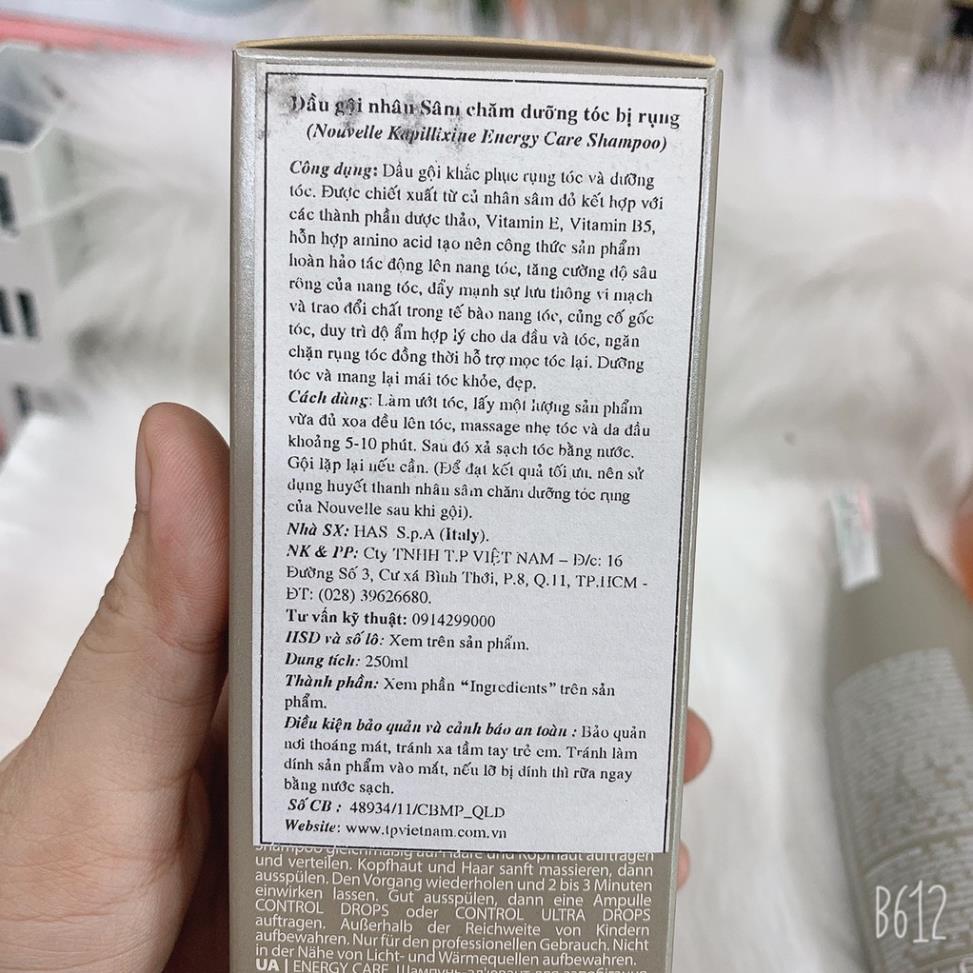 Dầu gội nhân Sâm chăm dưỡng tóc bị rụng
(Nouvelle Kapillixine Energy Care Shampoo)
Công dụng: Dầu gội khắc phục rụng tóc và dưỡng
tóc. Được chiết xuất từ củ nhân sâm đỏ kết hợp với
các thành phần dược thảo, Vitamin E, Vitamin B5,
hỗn hợp amino acid tạo nên công thức sản phẩm
hoàn hảo tác động lên nang tóc, tăng cường độ sâu
rộng của nang tóc, đẩy mạnh sự lưu thông vi mạch
và trao đổi chất trong tế bào nang tóc, củng cố gốc
tóc, duy trì độ ẩm hợp lý cho da đầu và tóc, ngăn
chặn rụng tóc đồng thời hỗ trợ mọc tóc lại. Dưỡng
tóc và mang lại mái tóc khỏe, đẹp.
Cách dùng: Làm ướt tóc, lấy một lượng sản phẩm
vừa đủ xoa đều lên tóc, massage nhẹ tóc và da đầu
khoảng 5-10 phút. Sau đó xả sạch tóc bằng nước.
Gội lặp lại nếu cần. (Để đạt kết quả tối ưu, nên sử
dụng huyết thanh nhân sâm chăm dưỡng tóc rụng
của Nouvelle sau khi gội).
Nhà SX: HAS S.p.A (Italy).
NK & PP: Cty TNHH T.P VIỆT NAM – Đ/c: 16
Đường Số 3, Cư xá Bình Thới, P.8, Q.11, TP.HCM -
ĐT: (028) 39626680.
Tư vấn kỹ thuật: 0914299000
HSD và số lô: Xem trên sản phẩm.
Dung tích: 250ml
Thành phần: Xem phần “Ingredients” trên sản
phẩm.
Điều kiện bảo quản và cảnh báo an toàn : Bảo quản
nơi thoáng mát, tránh xa tầm tay trẻ em. Tránh làm
dính sản phẩm vào mắt, nếu lỡ bị dính thì rữa ngay
bằng nước sạch.
Số CB : 48934/11/CBMP_QLD
Website: www.tpvietnam.com.vn
Shampoo gleichmäßig auf Haare und Kopfhaut auftragen
und verteilen. Kopfhaut und Haar sanft massieren, dann
ausspülen. Den Vorgang wiederholen und 2 bis 3 Minuten
einwirken lassen. Gut ausspülen, dann eine Ampulle
CONTROL DROPS oder CONTROL ULTRA DROPS
auftragen. Außerhalb der Reichweite von Kindern
aufbewahren. Nur für den professionellen Gebrauch. Nicht
in der Nähe von Licht- und Wärmequellen aufbewahren.
UA | ENERGY CARE
B612